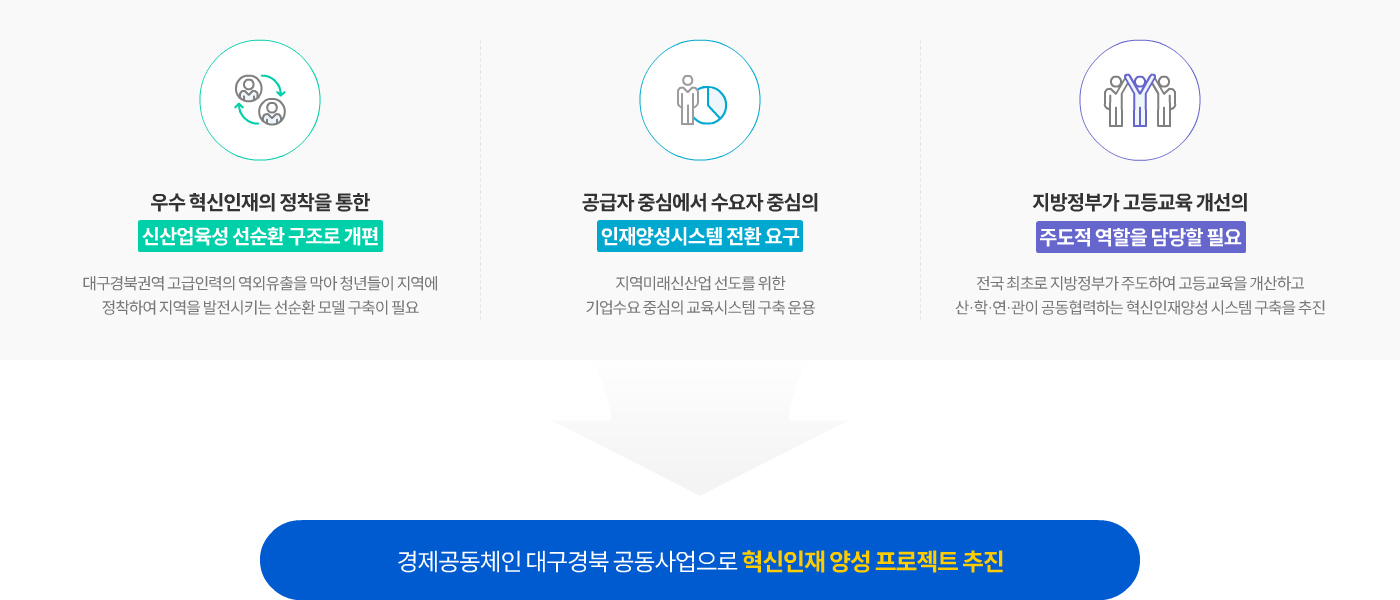 우수 혁신인재의 정착을 통한
신산업육성 선순환 구조로 개편
대구경북권역 고급인력의 역외유출을 막아 청년들이 지역에
정착하여 지역을 발전시키는 선순환 모델 구축이 필요
공급자 중심에서 수요자 중심의
인재양성시스템 전환 요구
지역미래신산업 선도를 위한
기업수요 중심의 교육시스템 구축 운용
지방정부가 고등교육 개선의
주도적 역할을 담당할 필요
전국 최초로 지방정부가 주도하여 고등교육을 개산하고
산·학·연·관이 공동협력하는 혁신인재양성 시스템 구축을 추진
경제공동체인 대구경북 공동사업으로 혁신인재 양성 프로젝트 추진